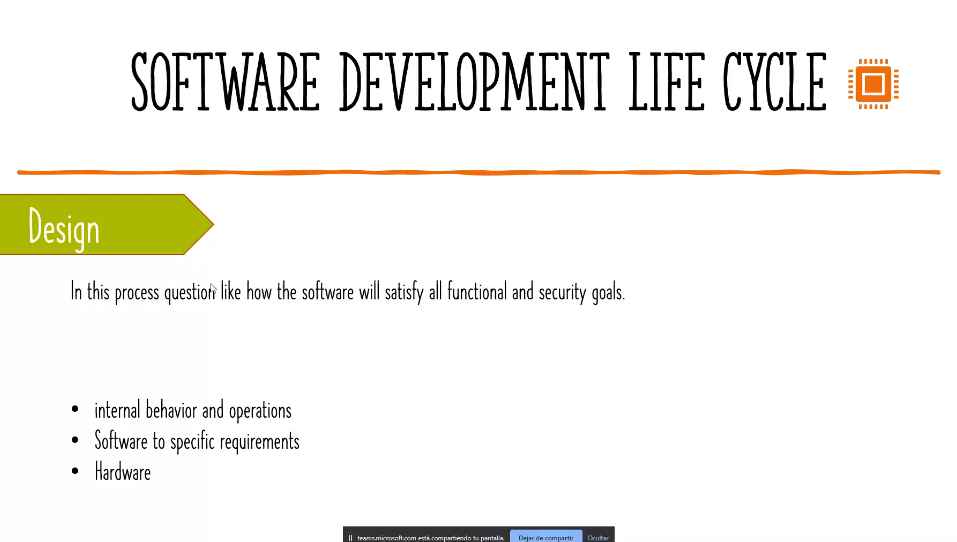 SOFTWARE DEVELOPMENT LIFE CYCLE
Design
In this process question like how the software will satisfy all functional and security goals.
• internal behavior and operations
• Software to specific requirements
• Hardware
teams.microsoft.com está compartiendo tu pantalla. Dejar de compartir Ocultar